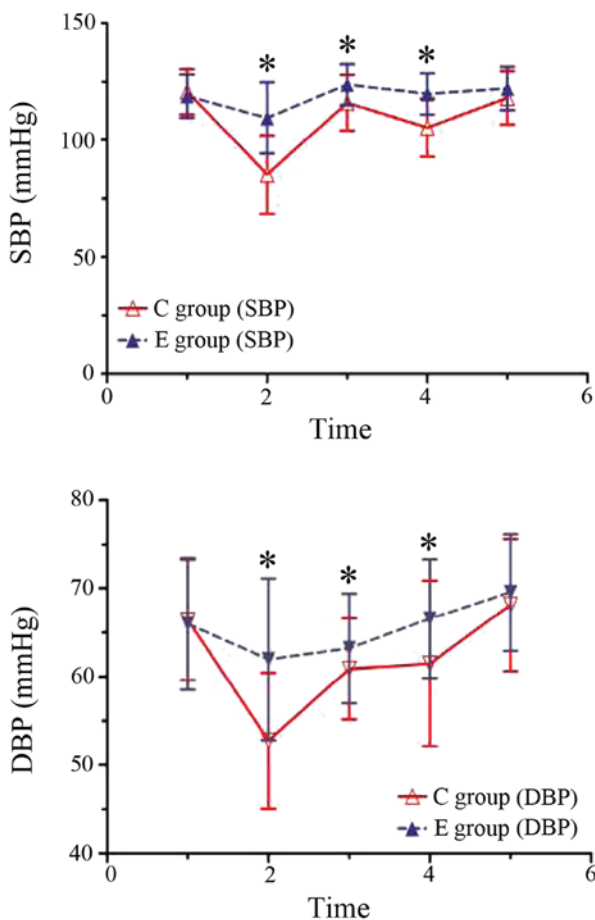 150
100
50
0
SBP (mmHg)
* * *
C group (SBP)
E group (SBP)
0 2 4 6
Time
80
70
60
50
40
DBP (mmHg)
* * *
C group (DBP)
E group (DBP)
0 2 4 6
Time